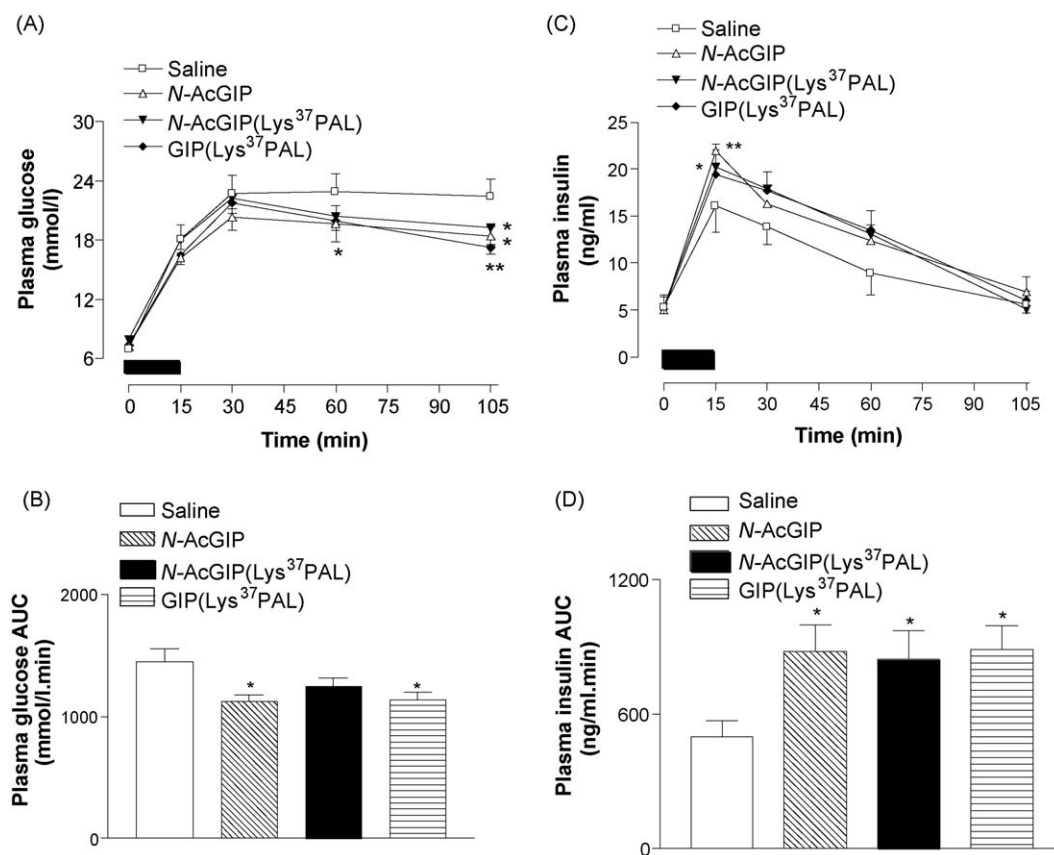 (A)
Saline
N-AcGIP
N-AcGIP(Lys³⁷PAL)
GIP(Lys³⁷PAL)
Plasma glucose
(mmol/l)
30
24
18
12
6
*
*
*
**
0 15 30 45 60 75 90 105
Time (min)
(C)
Saline
N-AcGIP
N-AcGIP(Lys³⁷PAL)
GIP(Lys³⁷PAL)
Plasma insulin
(ng/ml)
25
20
15
10
5
0
*
**
0 15 30 45 60 75 90 105
Time (min)
(B)
Saline
N-AcGIP
N-AcGIP(Lys³⁷PAL)
GIP(Lys³⁷PAL)
Plasma glucose AUC
(mmol/l.min)
2000
1000
0
*
*
(D)
Saline
N-AcGIP
N-AcGIP(Lys³⁷PAL)
GIP(Lys³⁷PAL)
Plasma insulin AUC
(ng/ml.min)
1200
600
0
*
*
*